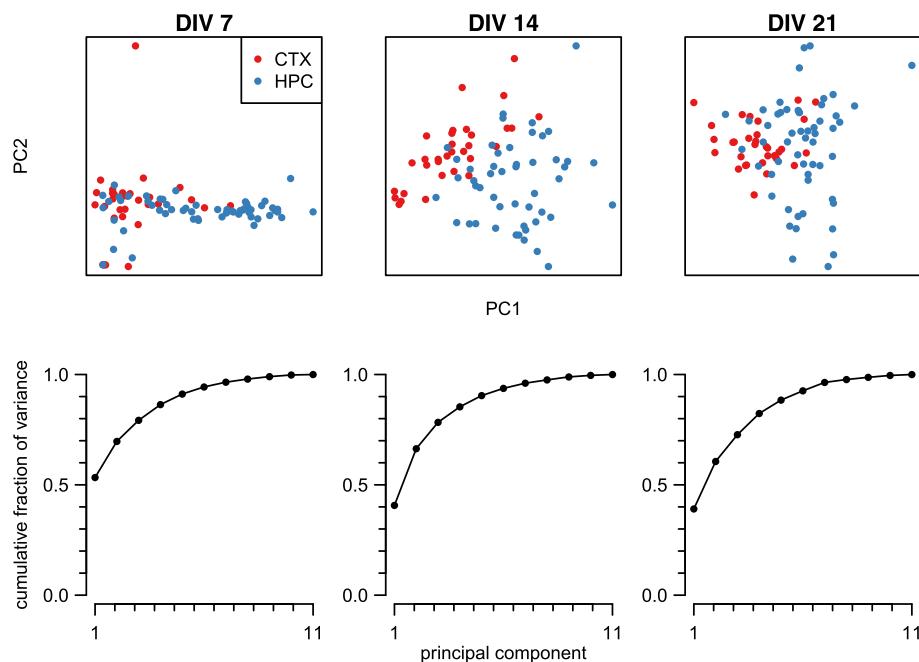 DIV 7
DIV 14
DIV 21
CTX
HPC
PC2
PC1
cumulative fraction of variance
1.0
0.5
0.0
1
11
1.0
0.5
0.0
1
11
1.0
0.5
0.0
1
11
principal component